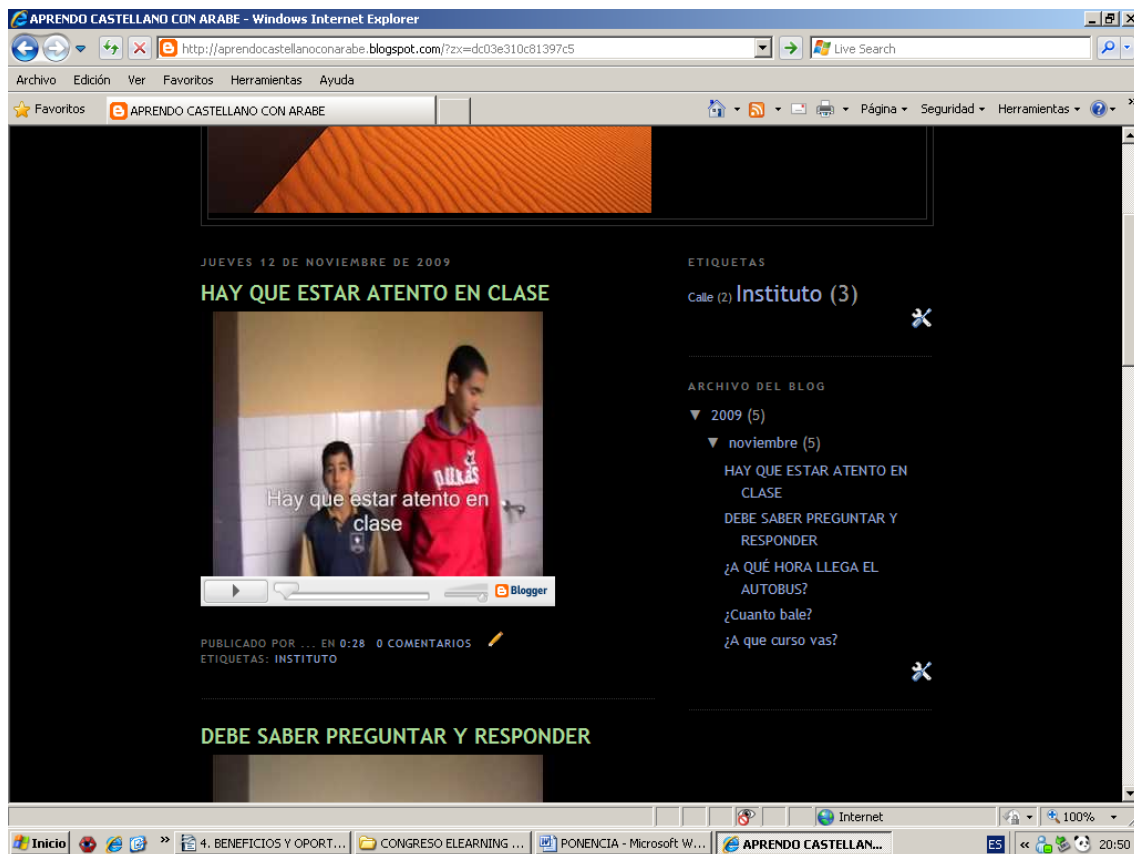 APRENDO CASTELLANO CON ARABE - Windows Internet Explorer
http://aprendocastellanoconarabe.blogspot.com/?zx=dc03e310c81397c5
Live Search
Archivo Edición Ver Favoritos Herramientas Ayuda
Favoritos
APRENDO CASTELLANO CON ARABE
Página
Seguridad
Herramientas
JUEVES 12 DE NOVIEMBRE DE 2009
HAY QUE ESTAR ATENTO EN CLASE
pukas
Hay que estar atento en
clase
Blogger
PUBLICADO POR ... EN 0:28 0 COMENTARIOS
ETIQUETAS: INSTITUTO
DEBE SABER PREGUNTAR Y RESPONDER
ETIQUETAS
Calle (2) Instituto (3)
ARCHIVO DEL BLOG
▼ 2009 (5)
▼ noviembre (5)
HAY QUE ESTAR ATENTO EN
CLASE
DEBE SABER PREGUNTAR Y
RESPONDER
¿A QUÉ HORA LLEGA EL
AUTOBUS?
¿Cuanto bale?
¿A que curso vas?
Internet
100%
Inicio
»
4. BENEFICIOS Y OPORT...
CONGRESO ELEARNING ...
PONENCIA - Microsoft W...
APRENDO CASTELLAN...
ES
«
20:50